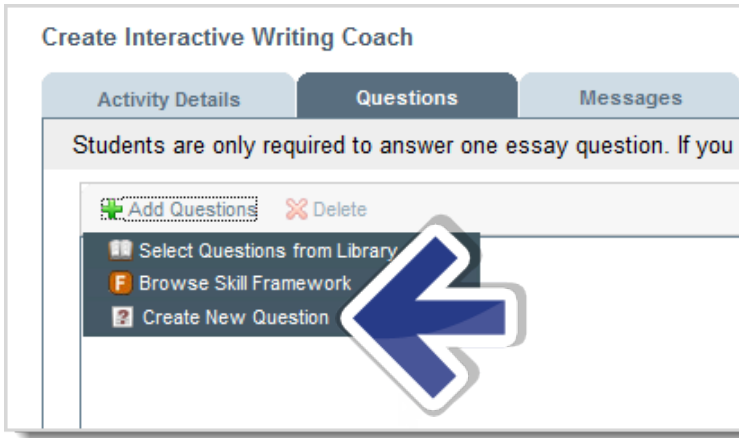 Create Interactive Writing Coach
Activity Details Questions Messages
Students are only required to answer one essay question. If you
Add Questions Delete
Select Questions from Library
F Browse Skill Framework
? Create New Question